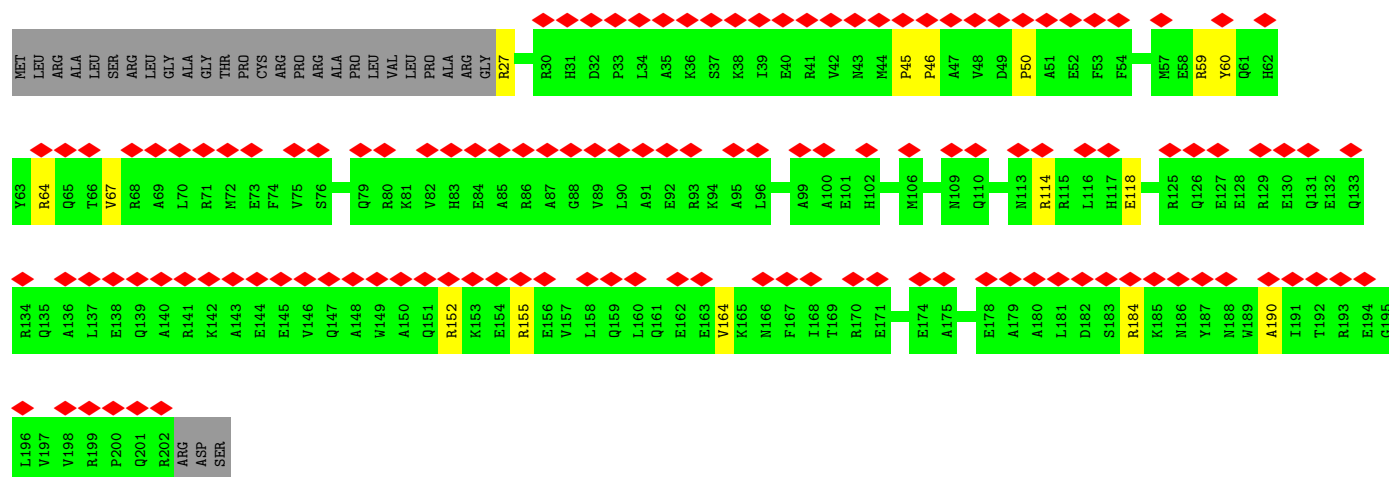 MET LEU ARG ALA LEU SER ARG LEU GLY ALA GLY THR PRO CYS ARG PRO ARG ALA PRO LEU VAL LEU PRO ALA ARG GLY R27 R30 H31 D32 P33 L34 A35 K36 S37 K38 I39 E40 R41 V42 N43 M44 P45 P46 A47 V48 D49 P50 A51 E52 F53 F54 M57 E58 R59 Y60 Q61 H62
Y63 R64 Q65 T66 V67 R68 A69 L70 R71 M72 E73 F74 V75 S76 Q79 R80 K81 V82 H83 E84 A85 R86 A87 G88 V89 L90 A91 E92 R93 K94 A95 L96 A99 A100 E101 H102 M106 N109 Q110 N113 R114 R115 L116 H117 E118 R125 Q126 E127 E128 R129 E130 Q131 E132 Q133
R134 Q135 A136 L137 E138 Q139 A140 R141 K142 A143 E144 E145 V146 Q147 A148 W149 A150 Q151 R152 K153 E154 R155 E156 V157 L158 Q159 L160 Q161 E162 E163 V164 K165 N166 F167 I168 T169 R170 E171 E174 A175 E178 A179 A180 L181 D182 S183 R184 K185 N186 Y187 N188 W189 A190 I191 T192 R193 E194 G195
L196 V197 V198 R199 P200 Q201 R202 ARG ASP SER